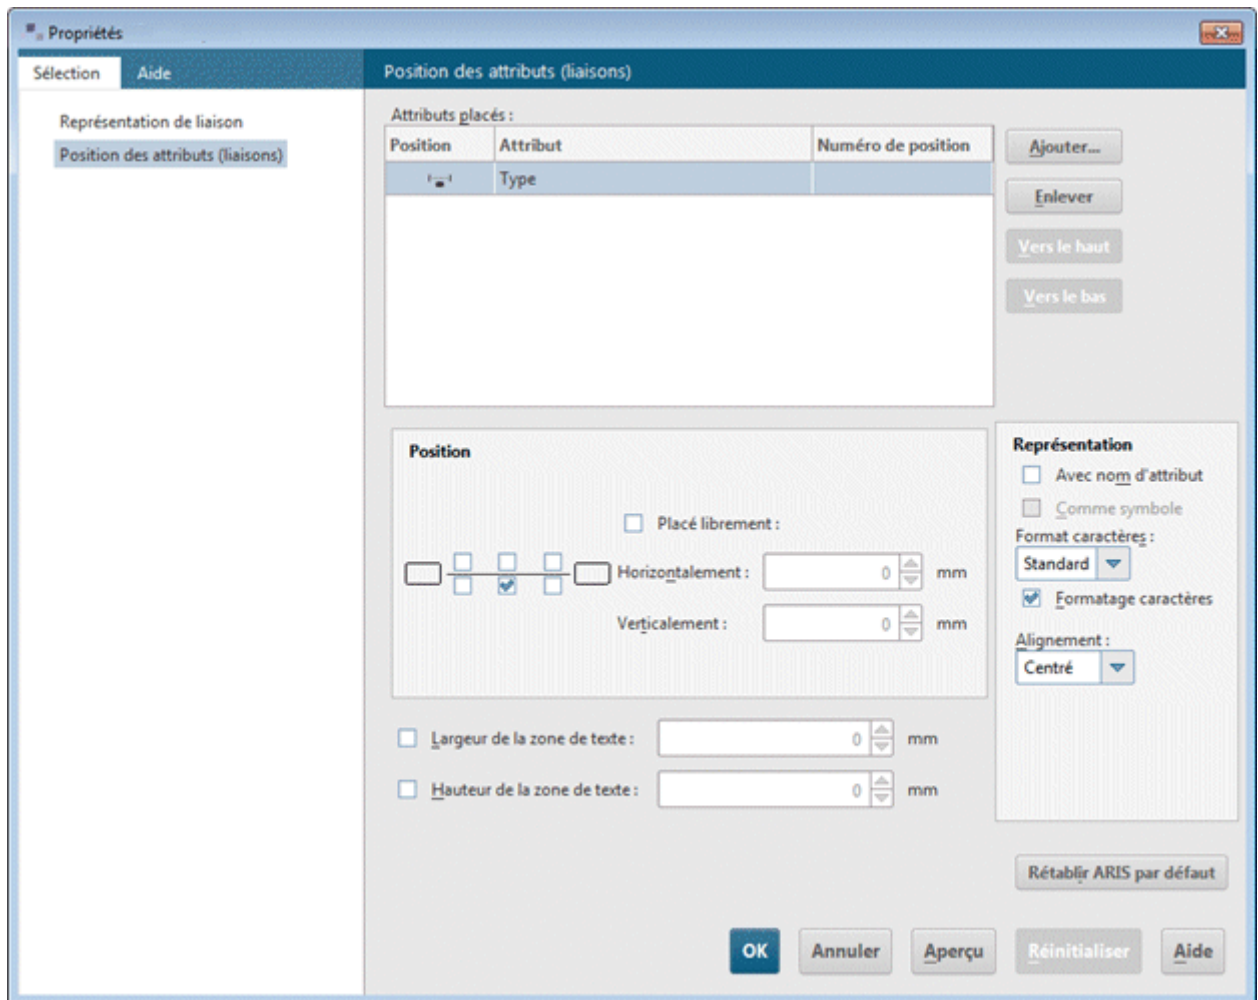 Propriétés
Sélection
Aide
Position des attributs (liaisons)
Représentation de liaison
Position des attributs (liaisons)
Attributs placés :
Position Attribut Numéro de position
Type
Ajouter...
Enlever
Vers le haut
Vers le bas
Position
Placé librement :
Horizontalement : 0 mm
Verticalement : 0 mm
Représentation
Avec nom d'attribut
Comme symbole
Format caractères :
Standard
Formatage caractères
Alignement :
Centré
Largeur de la zone de texte : 0 mm
Hauteur de la zone de texte : 0 mm
Rétablir ARIS par défaut
OK Annuler Aperçu Réinitialiser Aide